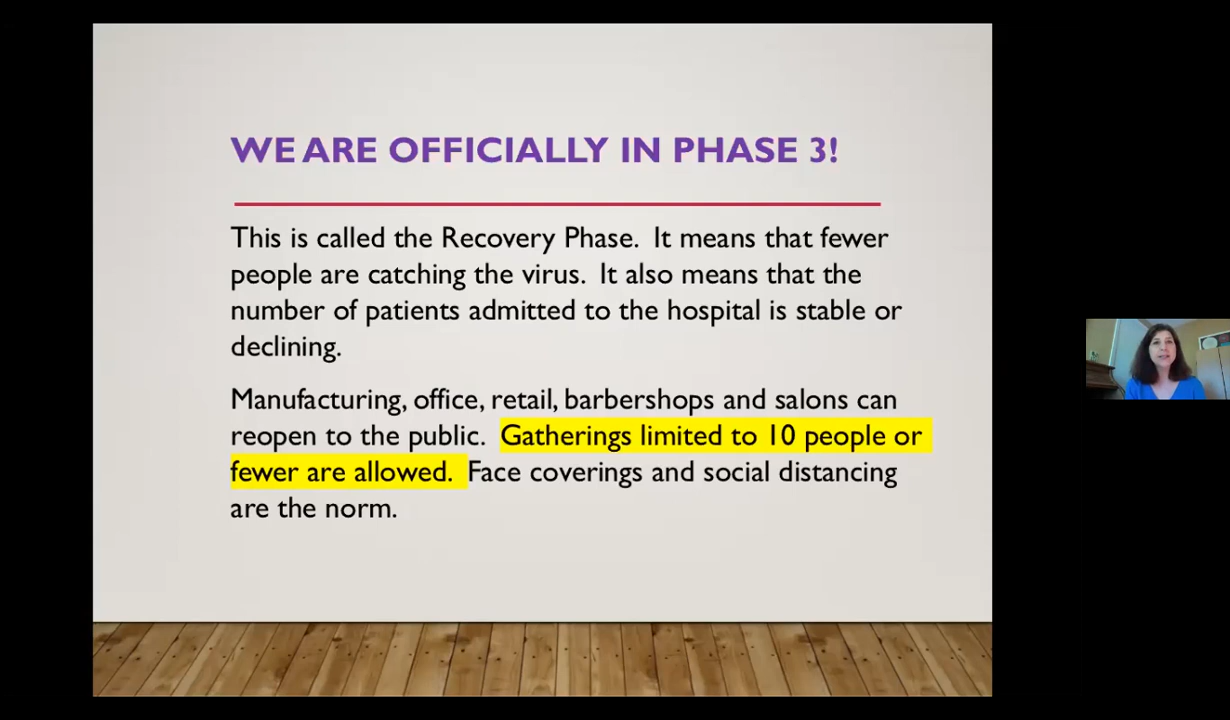 WE ARE OFFICIALLY IN PHASE 3!
This is called the Recovery Phase.  It means that fewer
people are catching the virus.  It also means that the
number of patients admitted to the hospital is stable or
declining.
Manufacturing, office, retail, barbershops and salons can
reopen to the public.  Gatherings limited to 10 people or
fewer are allowed.  Face coverings and social distancing
are the norm.